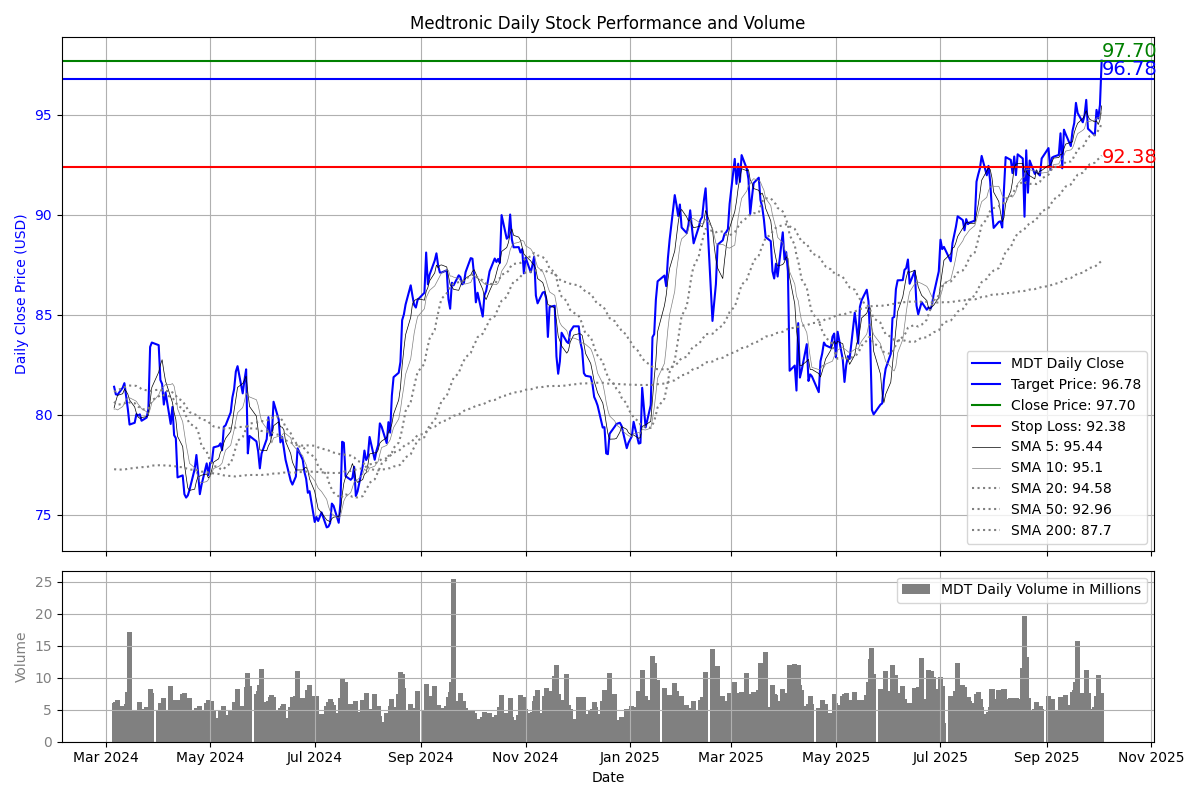 Medtronic Daily Stock Performance and Volume
97.70
96.78
92.38
Daily Close Price (USD)
95
90
85
80
75
MDT Daily Close
Target Price: 96.78
Close Price: 97.70
Stop Loss: 92.38
SMA 5: 95.44
SMA 10: 95.1
SMA 20: 94.58
SMA 50: 92.96
SMA 200: 87.7
MDT Daily Volume in Millions
Volume
25
20
15
10
5
0
Mar 2024 May 2024 Jul 2024 Sep 2024 Nov 2024 Jan 2025 Mar 2025 May 2025 Jul 2025 Sep 2025 Nov 2025
Date